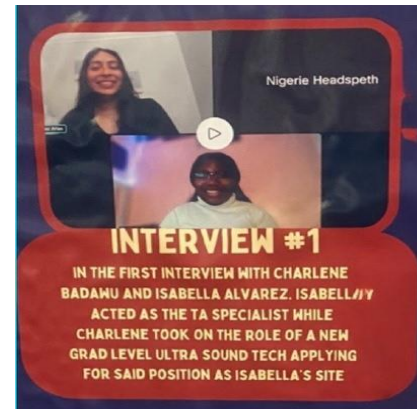 Nigerie Headspeth
INTERVIEW #1
IN THE FIRST INTERVIEW WITH CHARLENE
BADAWU AND ISABELLA ALVAREZ. ISABELL
ACTED AS THE TA SPECIALIST WHILE
CHARLENE TOOK ON THE ROLE OF A NEW
GRAD LEVEL ULTRA SOUND TECH APPLYING
FOR SAID POSITION AS ISABELLA'S SITE